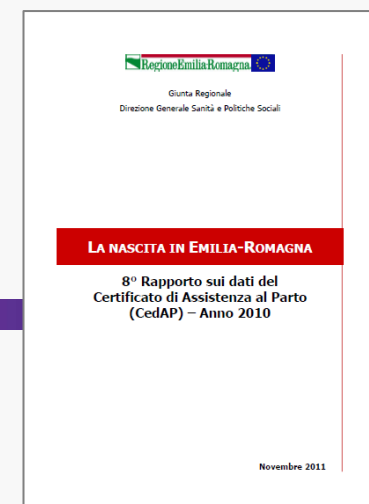 RegioneEmilia-Romagna
Giunta Regionale
Direzione Generale Sanità e Politiche Sociali
LA NASCITA IN EMILIA-ROMAGNA
8° Rapporto sui dati del
Certificato di Assistenza al Parto
(CedAP) – Anno 2010
Novembre 2011